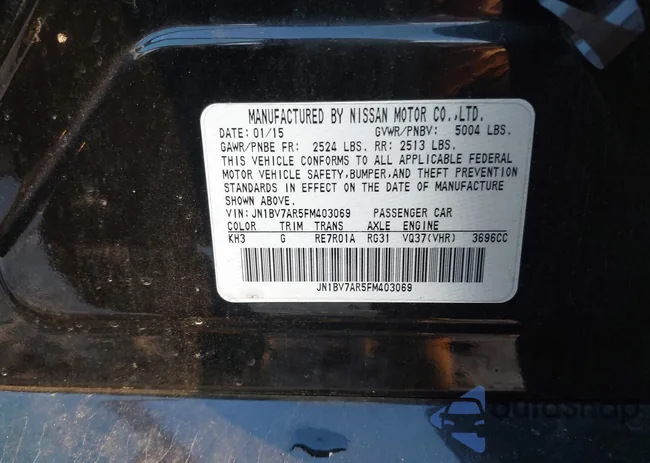 MANUFACTURED BY NISSAN MOTOR CO.,LTD.
DATE: 01/15 GVWR/PNBV: 5004 LBS.
GAWR/PNBE FR: 2524 LBS. RR: 2513 LBS.
THIS VEHICLE CONFORMS TO ALL APPLICABLE FEDERAL
MOTOR VEHICLE SAFETY,BUMPER,AND THEFT PREVENTION
STANDARDS IN EFFECT ON THE DATE OF MANUFACTURE
SHOWN ABOVE.
VIN: JN1BV7AR5FM403069 PASSENGER CAR
COLOR TRIM TRANS AXLE ENGINE
KH3 G RE7R01A RG31 VQ37(VHR) 3696CC
JN1BV7AR5FM403069
AutoSnap